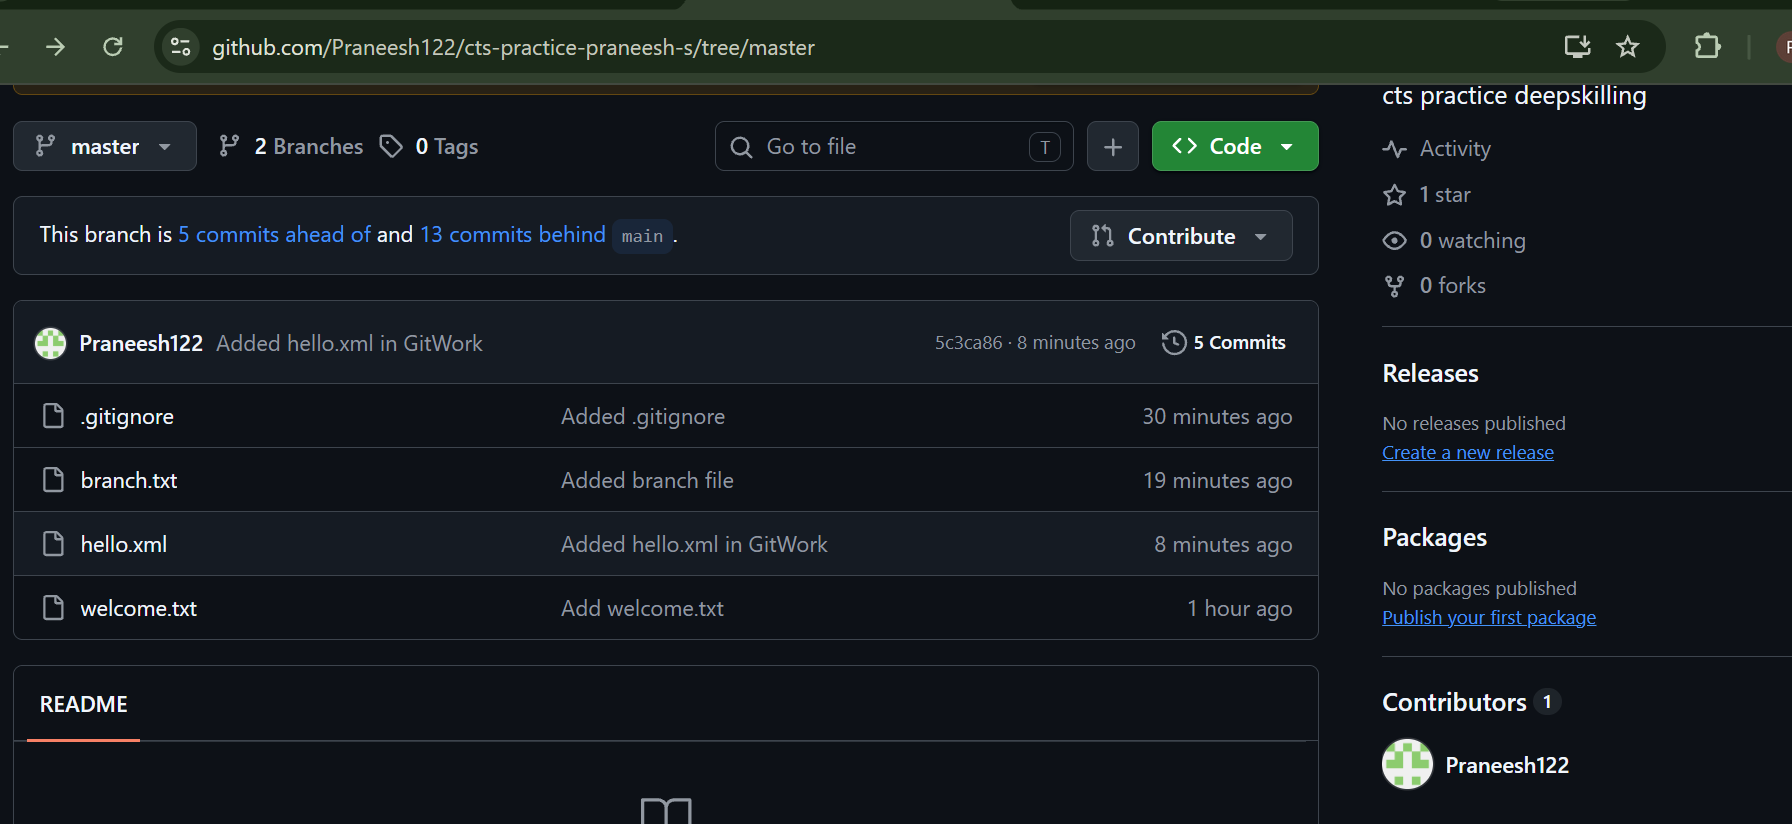 github.com/Praneesh122/cts-practice-praneesh-s/tree/master
cts practice deepskilling
master
2 Branches
0 Tags
Go to file
T
Code
Activity
1 star
0 watching
0 forks
This branch is 5 commits ahead of and 13 commits behind main .
Contribute
Praneesh122 Added hello.xml in GitWork
5c3ca86 · 8 minutes ago
5 Commits
.gitignore Added .gitignore 30 minutes ago
branch.txt Added branch file 19 minutes ago
hello.xml Added hello.xml in GitWork 8 minutes ago
welcome.txt Add welcome.txt 1 hour ago
README
Releases
No releases published
Create a new release
Packages
No packages published
Publish your first package
Contributors 1
Praneesh122